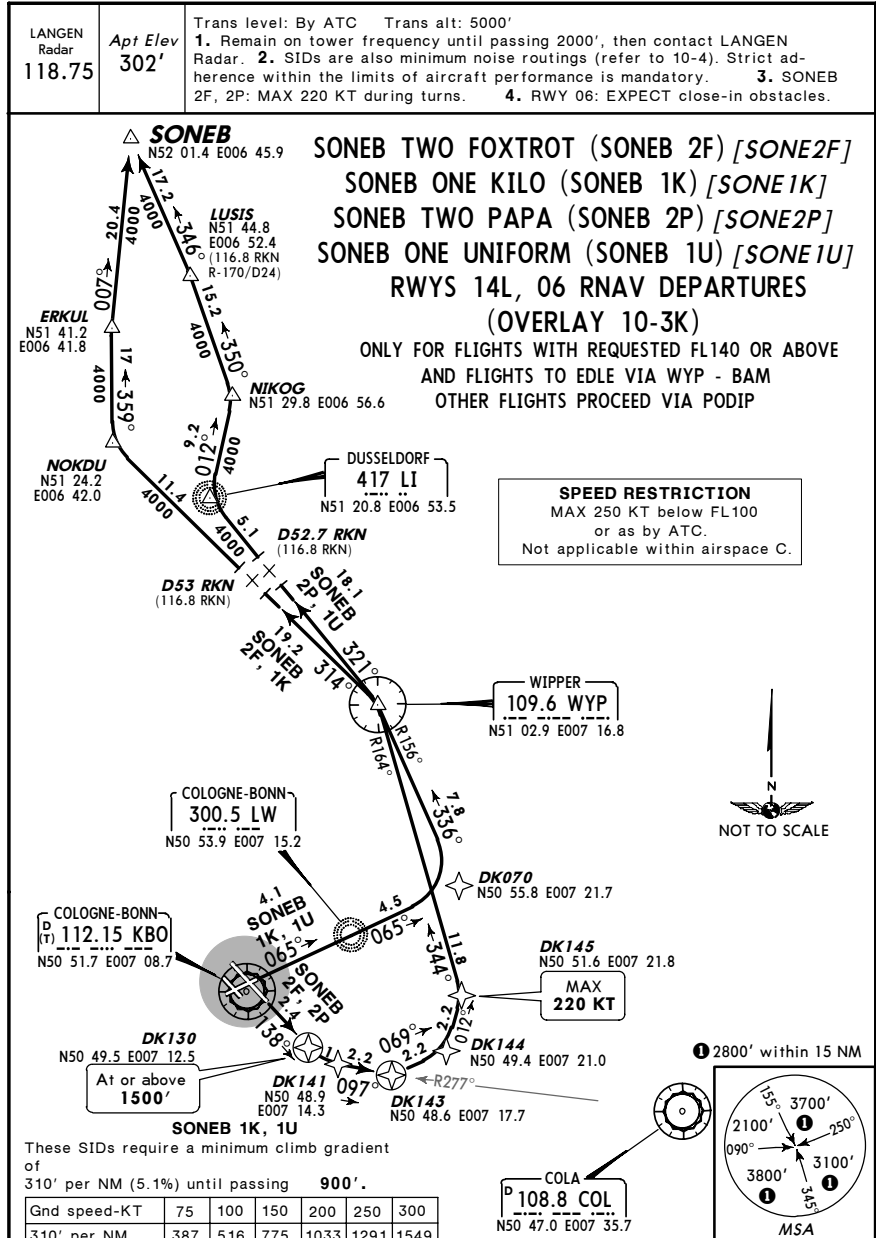 LANGEN
Radar
118.75
Apt Elev
302'
Trans level: By ATC Trans alt: 5000'
1. Remain on tower frequency until passing 2000', then contact LANGEN
Radar. 2. SIDs are also minimum noise routings (refer to 10-4). Strict ad-
herence within the limits of aircraft performance is mandatory. 3. SONEB
2F, 2P: MAX 220 KT during turns. 4. RWY 06: EXPECT close-in obstacles.
SONEB
N52 01.4 E006 45.9
SONEB TWO FOXTROT (SONEB 2F) [SONE2F]
SONEB ONE KILO (SONEB 1K) [SONE1K]
SONEB TWO PAPA (SONEB 2P) [SONE2P]
SONEB ONE UNIFORM (SONEB 1U) [SONE1U]
RWYS 14L, 06 RNAV DEPARTURES
(OVERLAY 10-3K)
ONLY FOR FLIGHTS WITH REQUESTED FL140 OR ABOVE
AND FLIGHTS TO EDLE VIA WYP - BAM
OTHER FLIGHTS PROCEED VIA PODIP
17.2
346°
4000
20.4
4000
007°
LUSIS
N51 44.8
E006 52.4
(116.8 RKN
R-170/D24)
ERKUL
N51 41.2
E006 41.8
15.2
350°
4000
17
359°
4000
NIKOG
N51 29.8 E006 56.6
NOKDU
N51 24.2
E006 42.0
9.2
012°
4000
11.4
4000
DUSSELDORF
417 LI
N51 20.8 E006 53.5
SPEED RESTRICTION
MAX 250 KT below FL100
or as by ATC.
Not applicable within airspace C.
5.1
4000
D52.7 RKN
(116.8 RKN)
D53 RKN
(116.8 RKN)
18.1
SONEB
2P, 1U
321°
19.2
SONEB
2F, 1K
314°
WIPPER
109.6 WYP
N51 02.9 E007 16.8
R156°
R164°
N
NOT TO SCALE
COLOGNE-BONN
300.5 LW
N50 53.9 E007 15.2
7.8
336°
DK070
N50 55.8 E007 21.7
COLOGNE-BONN
D
(T) 112.15 KBO
N50 51.7 E007 08.7
4.1
SONEB
1K, 1U
065°
4.5
065°
11.8
344°
DK145
N50 51.6 E007 21.8
MAX
220 KT
SONEB
2F, 2P
2.4
138°
DK130
N50 49.5 E007 12.5
At or above
1500'
1
2.2
097°
DK141
N50 48.9
E007 14.3
069°
2.2
2.2
012°
DK144
N50 49.4 E007 21.0
R277°
DK143
N50 48.6 E007 17.7
COLA
D 108.8 COL
N50 47.0 E007 35.7
1 2800' within 15 NM
155°
3700'
1
250°
2100'
090°
3800'
1
3100'
1
345°
MSA
SONEB 1K, 1U
These SIDs require a minimum climb gradient
of
310' per NM (5.1%) until passing 900'.
Gnd speed-KT 75 100 150 200 250 300
310' per NM 387 516 775 1033 1291 1549